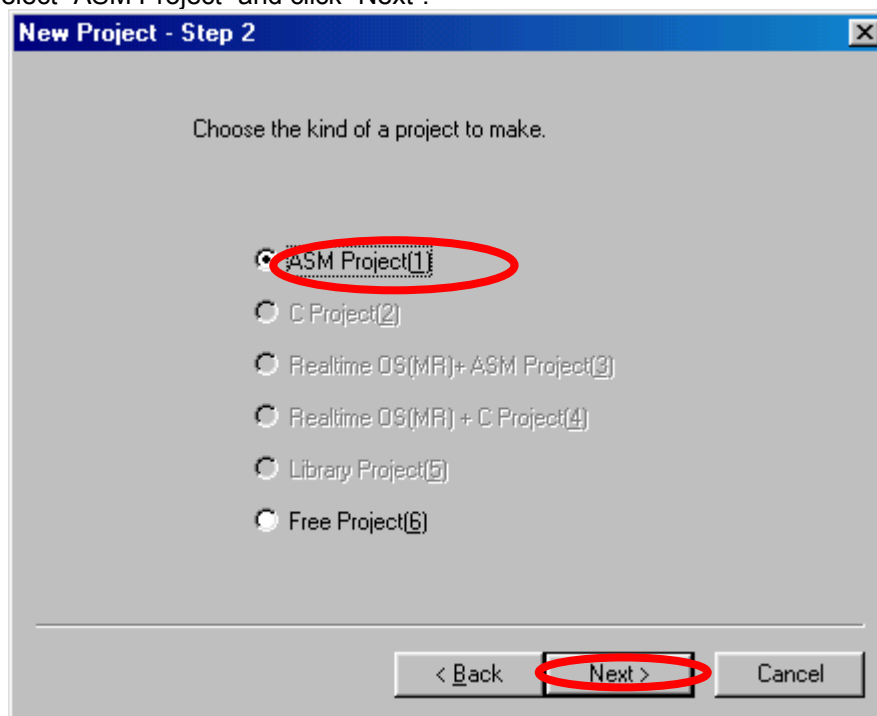 elect "ASM Project" and click "Next".
New Project - Step 2
Choose the kind of a project to make.
ASM Project(1)
C Project(2)
Realtime OS(MR)+ ASM Project(3)
Realtime OS(MR) + C Project(4)
Library Project(5)
Free Project(6)
< Back Next > Cancel